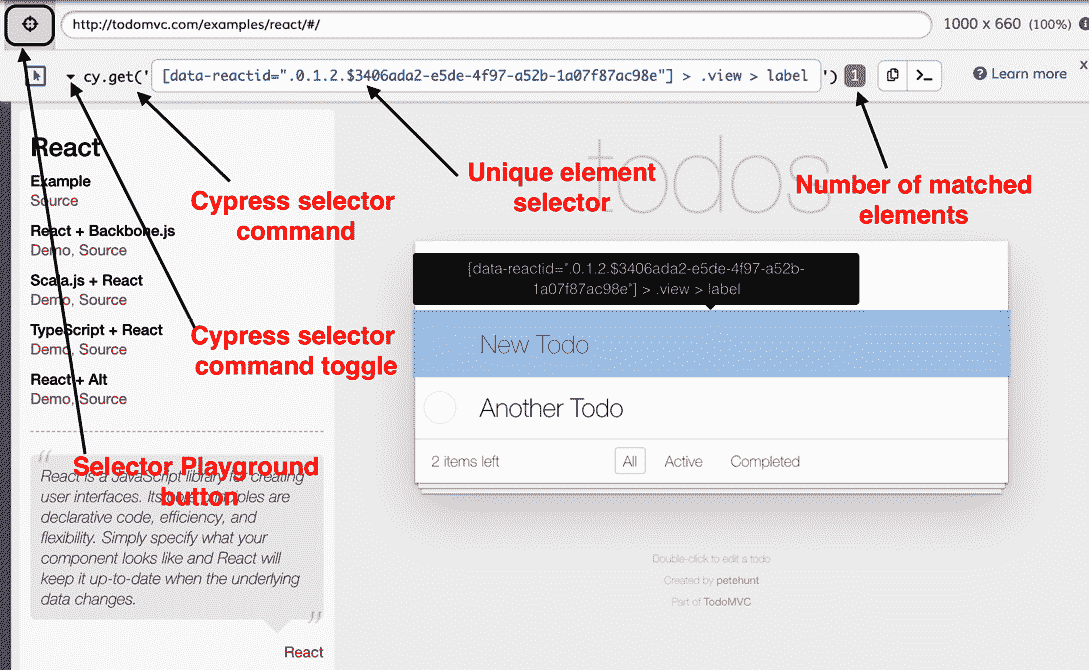 http://todomvc.com/examples/react/#/
1000 x 660 (100%)
cy.get(' [data-reactid=".0.1.2.$3406ada2-e5de-4f97-a52b-1a07f87ac98e"] > .view > label ') 1 >_ Learn more x
React
Example
Source
React + Backbone.js
Demo, Source
Scala.js + React
Demo, Source
TypeScript + React
Demo, Source
React + Alt
Demo, Source
“
React is a JavaScript library for creating
user interfaces. Its core principles are
declarative code, efficiency, and
flexibility. Simply specify what your
component looks like and React will
keep it up-to-date when the underlying
data changes.
”
React
Cypress selector
command
Cypress selector
command toggle
Selector Playground
button
Unique element
selector
Number of matched
elements
todos
[data-reactid=".0.1.2.$3406ada2-e5de-4f97-a52b-
1a07f87ac98e"] > .view > label
New Todo
Another Todo
2 items left All Active Completed
Double-click to edit a todo
Created by petehunt
Part of TodoMVC